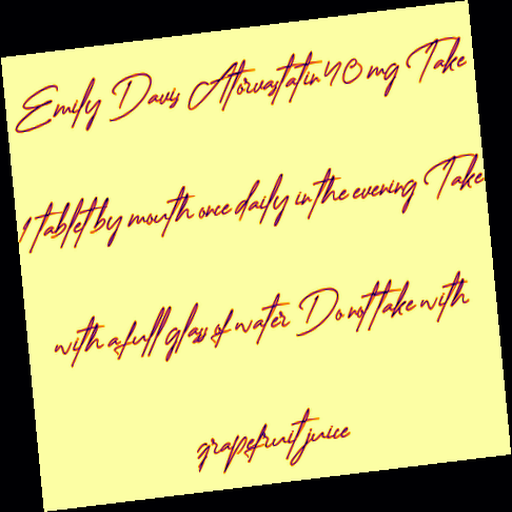 Emily Davis Atorvastatin 40 mg Take
1 tablet by mouth once daily in the evening Take
with a full glass of water Do not take with
grapefruit juice